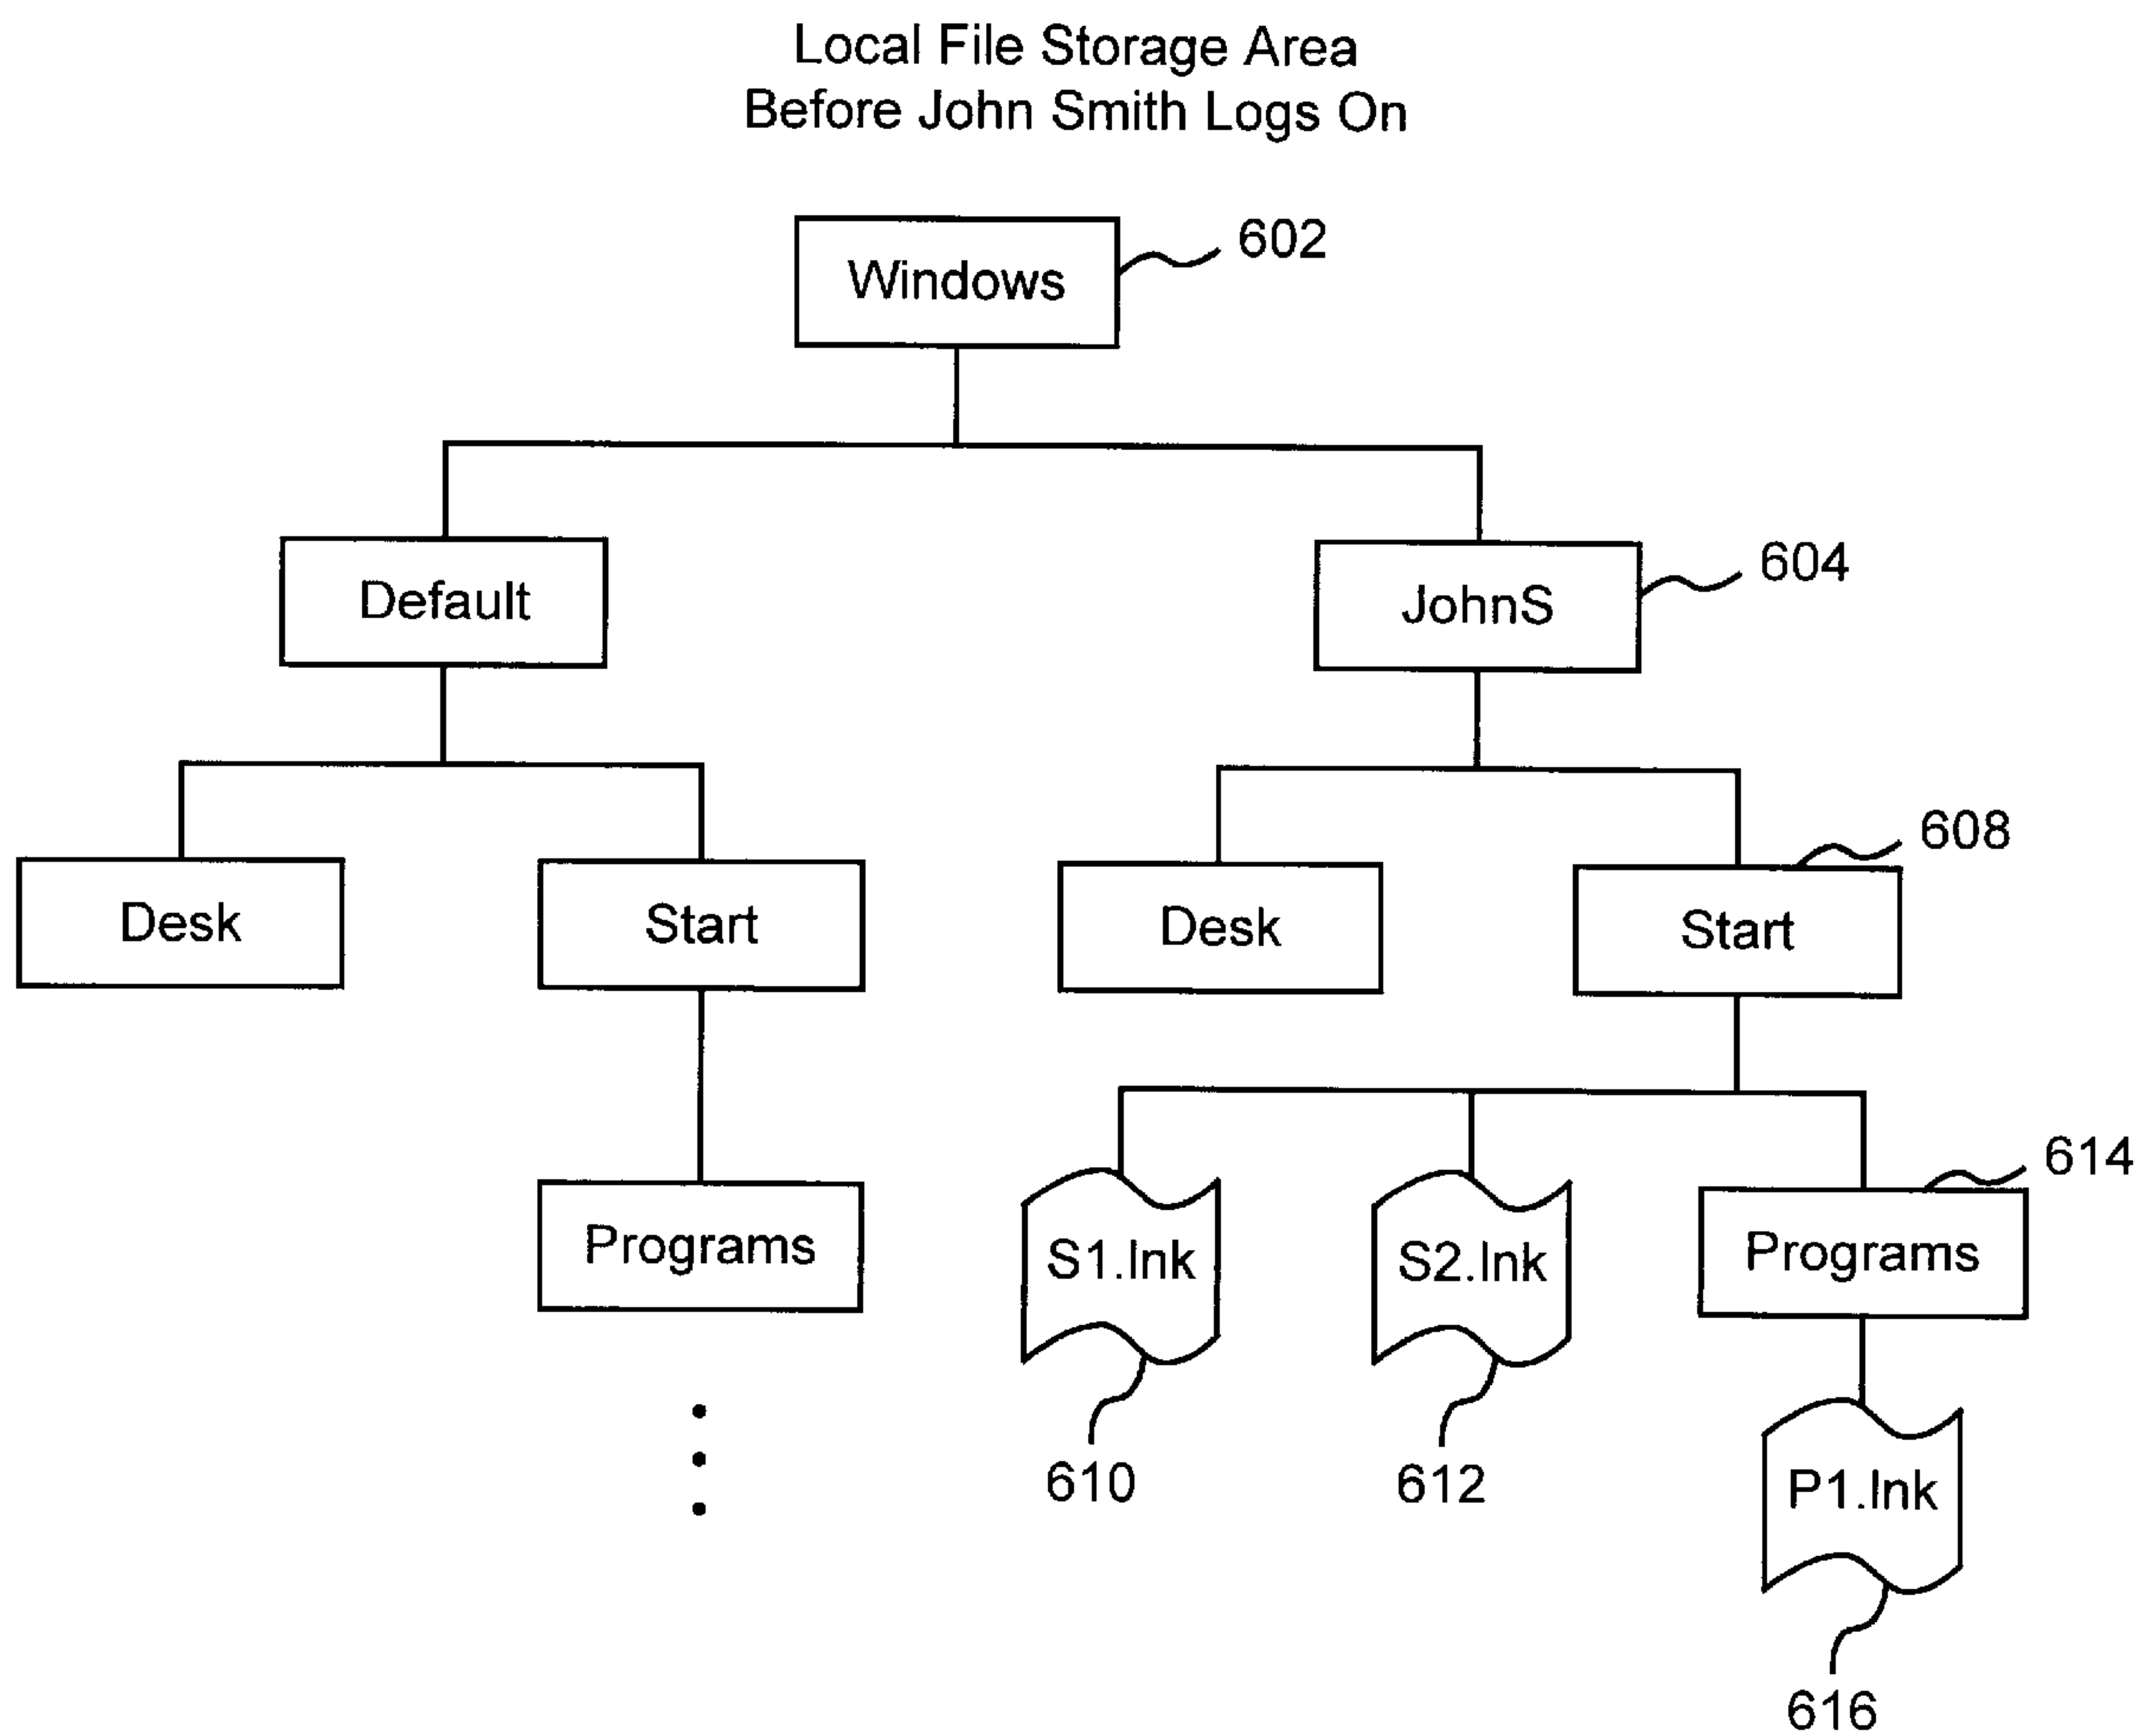 Local File Storage Area
Before John Smith Logs On
Windows
602
Default
JohnS
604
Desk
Start
Desk
Start
608
Programs
S1.lnk
S2.lnk
Programs
614
610
612
P1.lnk
616